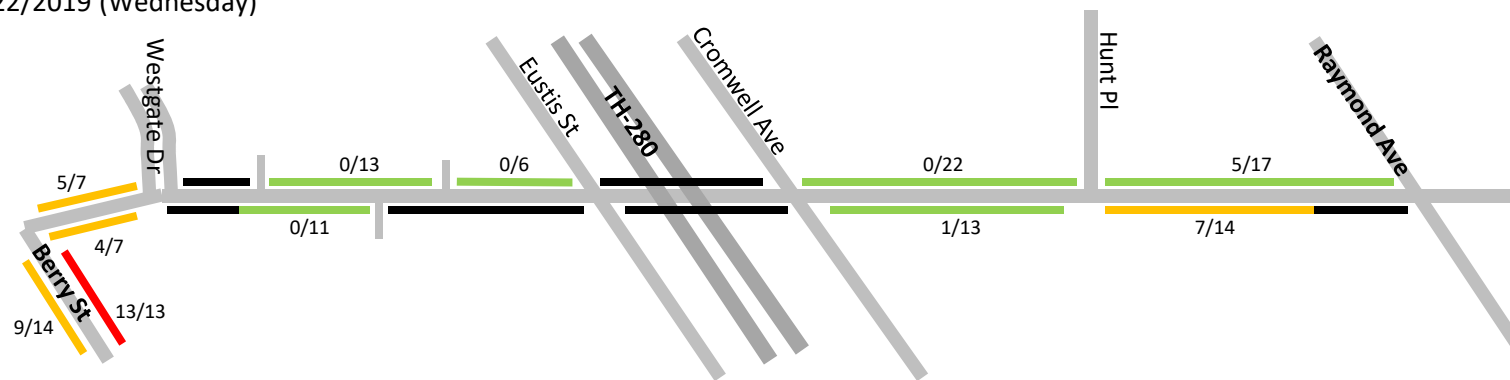 22/2019 (Wednesday)
Westgate Dr
Eustis St
TH-280
Cromwell Ave
Hunt Pl
Raymond Ave
0/13
0/6
0/22
5/17
5/7
4/7
0/11
1/13
7/14
Berry St
9/14
13/13